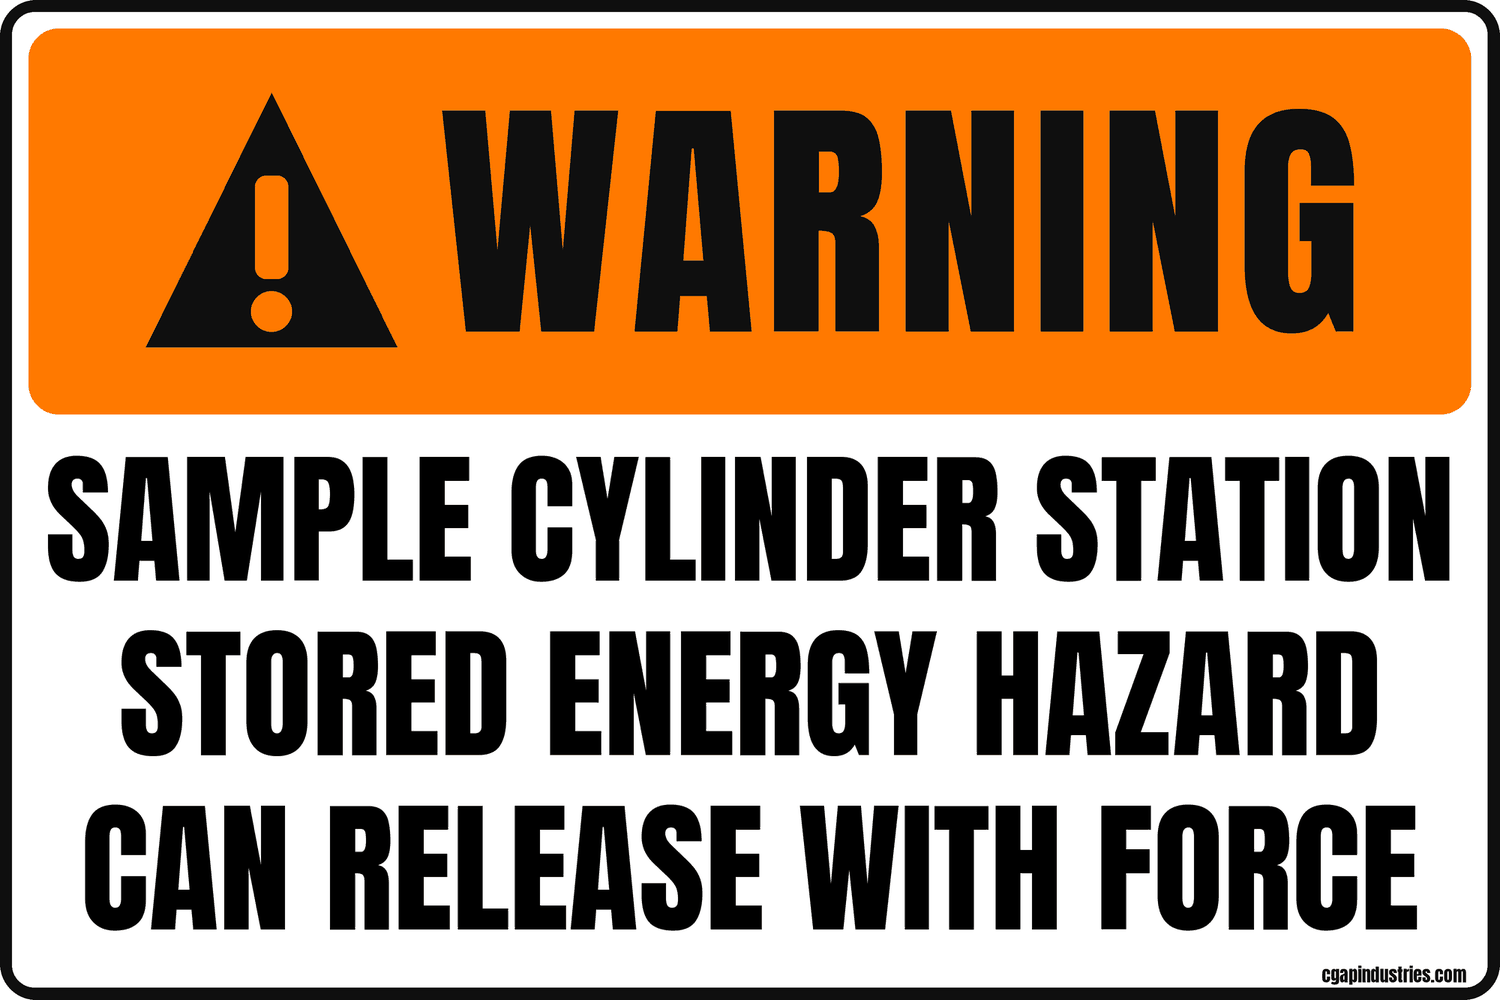 WARNING
SAMPLE CYLINDER STATION
STORED ENERGY HAZARD
CAN RELEASE WITH FORCE
cgapindustries.com